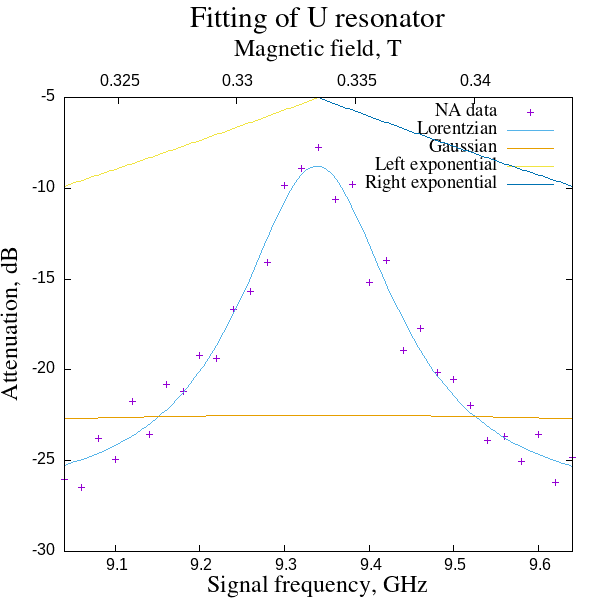 Fitting of U resonator
Magnetic field, T
0.325 0.33 0.335 0.34
-5
NA data
Lorentzian
Gaussian
Left exponential
Right exponential
-10
-15
-20
-25
-30
Attenuation, dB
9.1 9.2 9.3 9.4 9.5 9.6
Signal frequency, GHz